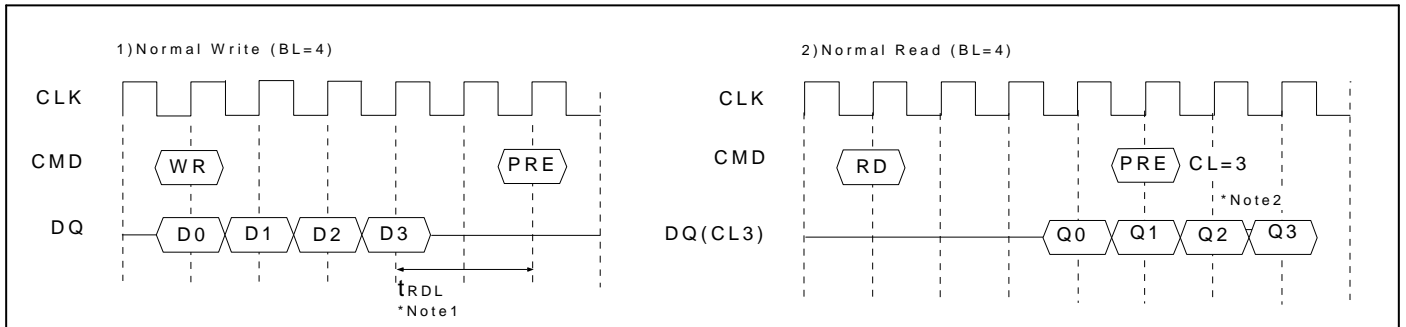 1)Normal Write (BL=4)
CLK
CMD
WR
PRE
DQ
D0 D1 D2 D3
tRDL
*Note1
2)Normal Read (BL=4)
CLK
CMD
RD
PRE CL=3
*Note2
DQ(CL3)
Q0 Q1 Q2 Q3